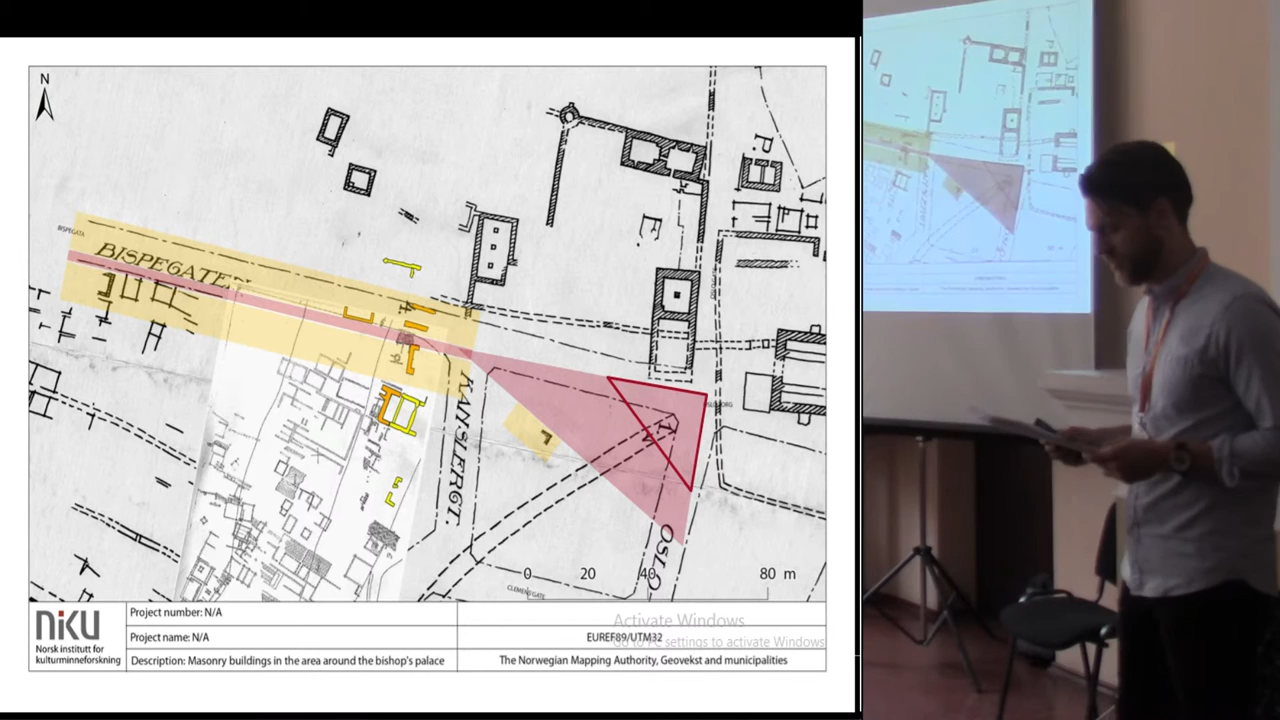 N
BISPEGATA
BISPEGATEN
KANSLERGT.
OSLO
CLEMENSGATE
0 20 40 80 m
niku
Norsk institutt for
kulturminneforskning
Project number: N/A
Project name: N/A
Description: Masonry buildings in the area around the bishop's palace
EUREF89/UTM32
The Norwegian Mapping Authority, Geovekst and municipalities
Activate Windows
Go to PC settings to activate Windows